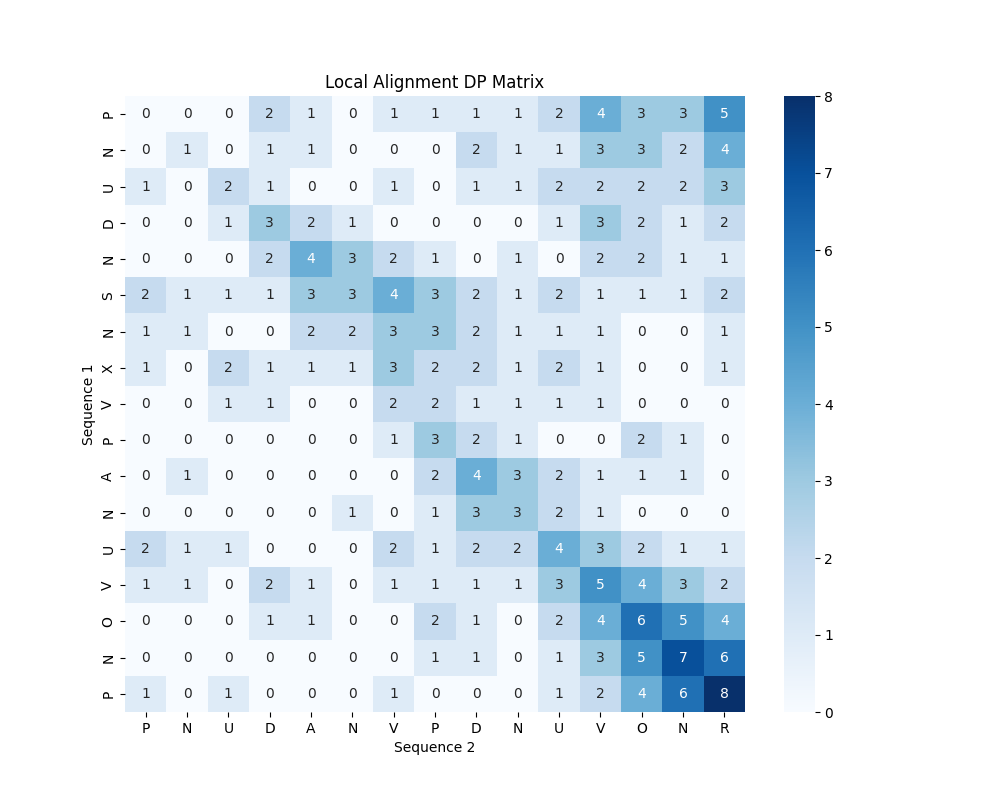 Local Alignment DP Matrix
P 0 0 0 2 1 0 1 1 1 1 2 4 3 3 5
N 0 1 0 1 1 0 0 0 2 1 1 3 3 2 4
U 1 0 2 1 0 0 1 0 1 1 2 2 2 2 3
D 0 0 1 3 2 1 0 0 0 0 1 3 2 1 2
N 0 0 0 2 4 3 2 1 0 1 0 2 2 1 1
S 2 1 1 1 3 3 4 3 2 1 2 1 1 1 2
N 1 1 0 0 2 2 3 3 2 1 1 1 0 0 1
X 1 0 2 1 1 1 3 2 2 1 2 1 0 0 1
V 0 0 1 1 0 0 2 2 1 1 1 1 0 0 0
P 0 0 0 0 0 0 1 3 2 1 0 0 2 1 0
A 0 1 0 0 0 0 0 2 4 3 2 1 1 1 0
N 0 0 0 0 0 1 0 1 3 3 2 1 0 0 0
U 2 1 1 0 0 0 2 1 2 2 4 3 2 1 1
V 1 1 0 2 1 0 1 1 1 1 3 5 4 3 2
O 0 0 0 1 1 0 0 2 1 0 2 4 6 5 4
N 0 0 0 0 0 0 0 1 1 0 1 3 5 7 6
P 1 0 1 0 0 0 1 0 0 0 1 2 4 6 8
P N U D A N V P D N U V O N R
Sequence 2
Sequence 1
8
7
6
5
4
3
2
1
0